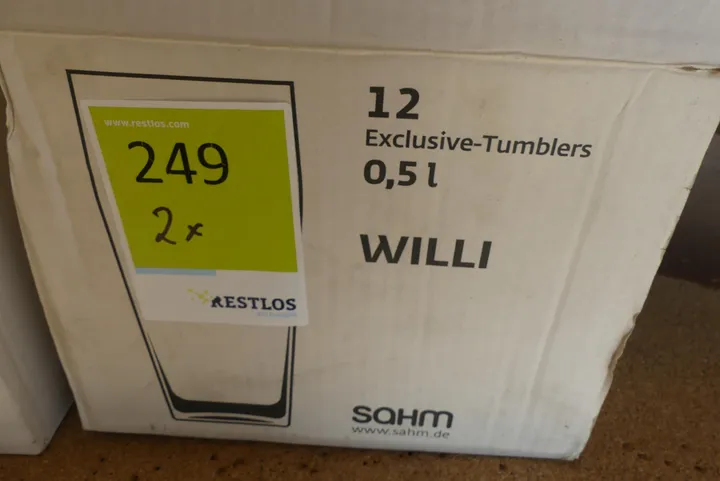 www.restlos.com
249
2x
RESTLOS
12
Exclusive-Tumblers
0,5 l
WILLI
sahm
www.sahm.de